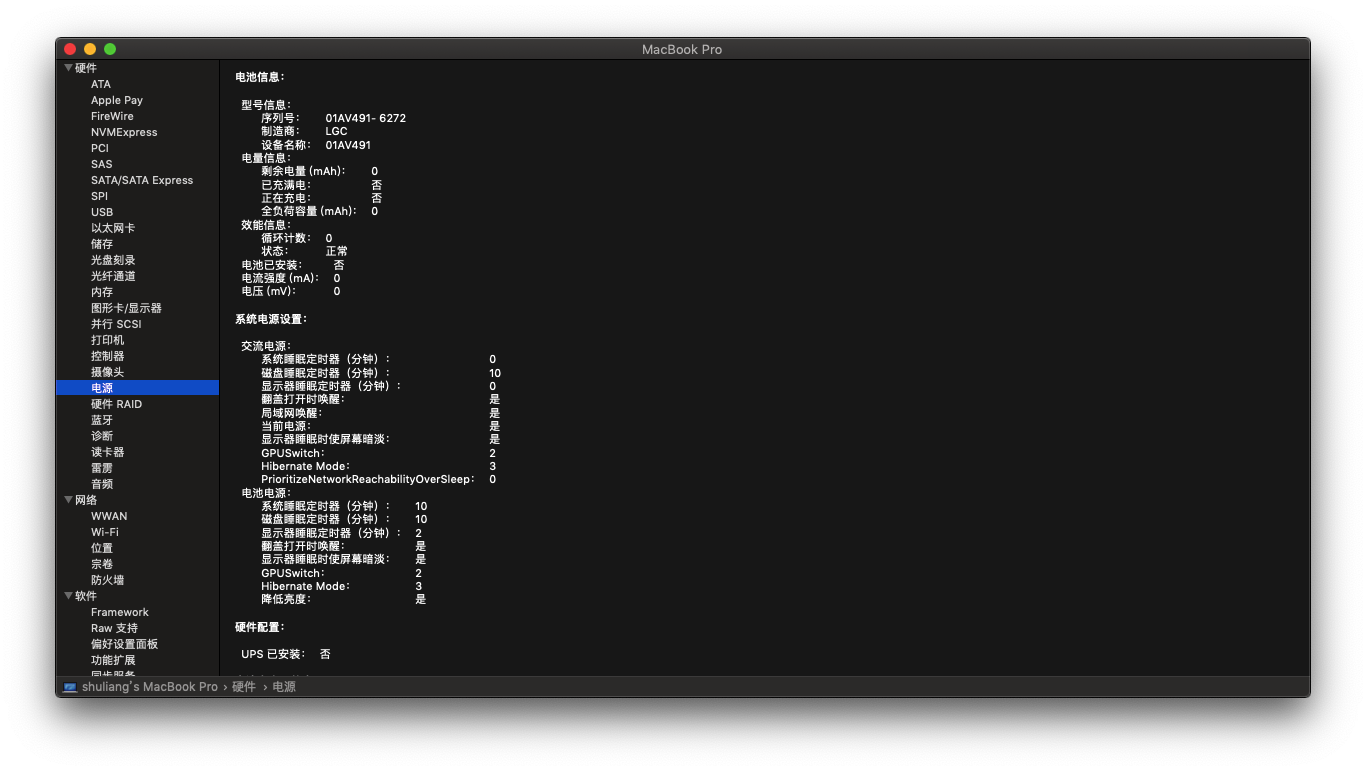 MacBook Pro
硬件
ATA
Apple Pay
FireWire
NVMExpress
PCI
SAS
SATA/SATA Express
SPI
USB
以太网卡
储存
光盘刻录
光纤通道
内存
图形卡/显示器
并行 SCSI
打印机
控制器
摄像头
电源
硬件 RAID
蓝牙
诊断
读卡器
雷雳
音频
网络
WWAN
Wi-Fi
位置
宗卷
防火墙
软件
Framework
Raw 支持
偏好设置面板
功能扩展
同步服务
电池信息：
型号信息：
序列号： 01AV491- 6272
制造商： LGC
设备名称： 01AV491
电量信息：
剩余电量 (mAh)： 0
已充满电： 否
正在充电： 否
全负荷容量 (mAh)： 0
效能信息：
循环计数： 0
状态： 正常
电池已安装： 否
电流强度 (mA)： 0
电压 (mV)： 0
系统电源设置：
交流电源：
系统睡眠定时器（分钟）： 0
磁盘睡眠定时器（分钟）： 10
显示器睡眠定时器（分钟）： 0
翻盖打开时唤醒： 是
局域网唤醒： 是
当前电源： 是
显示器睡眠时使屏幕暗淡： 是
GPUSwitch： 2
Hibernate Mode： 3
PrioritizeNetworkReachabilityOverSleep： 0
电池电源：
系统睡眠定时器（分钟）： 10
磁盘睡眠定时器（分钟）： 10
显示器睡眠定时器（分钟）： 2
翻盖打开时唤醒： 是
显示器睡眠时使屏幕暗淡： 是
GPUSwitch： 2
Hibernate Mode： 3
降低亮度： 是
硬件配置：
UPS 已安装： 否
shuliang's MacBook Pro › 硬件 › 电源